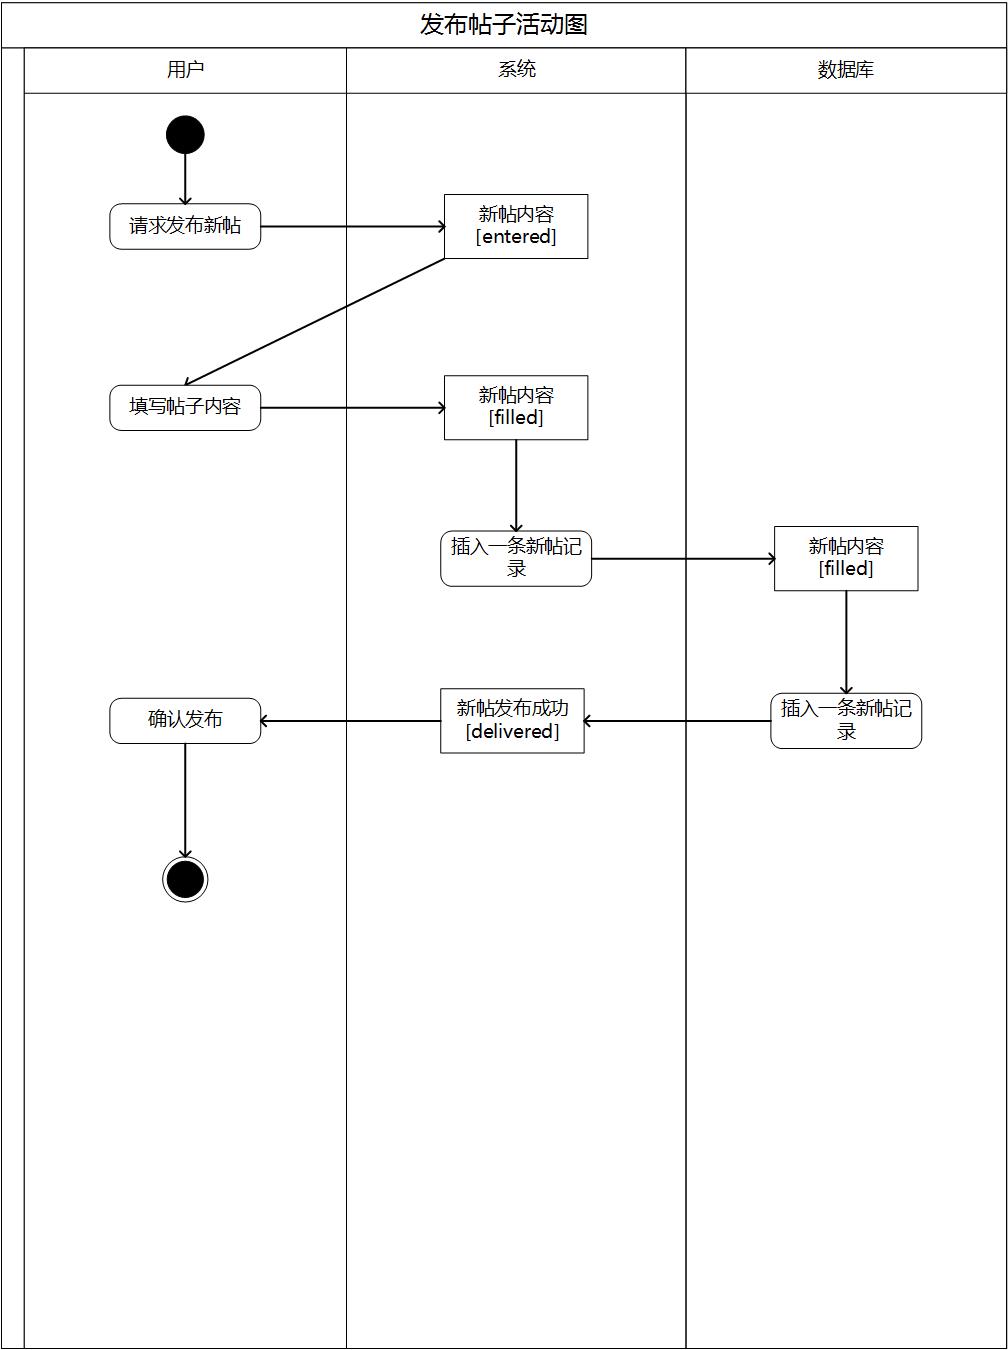 发布帖子活动图
用户
系统
数据库
请求发布新帖
新帖内容
[entered]
填写帖子内容
新帖内容
[filled]
插入一条新帖记
录
新帖内容
[filled]
确认发布
新帖发布成功
[delivered]
插入一条新帖记
录